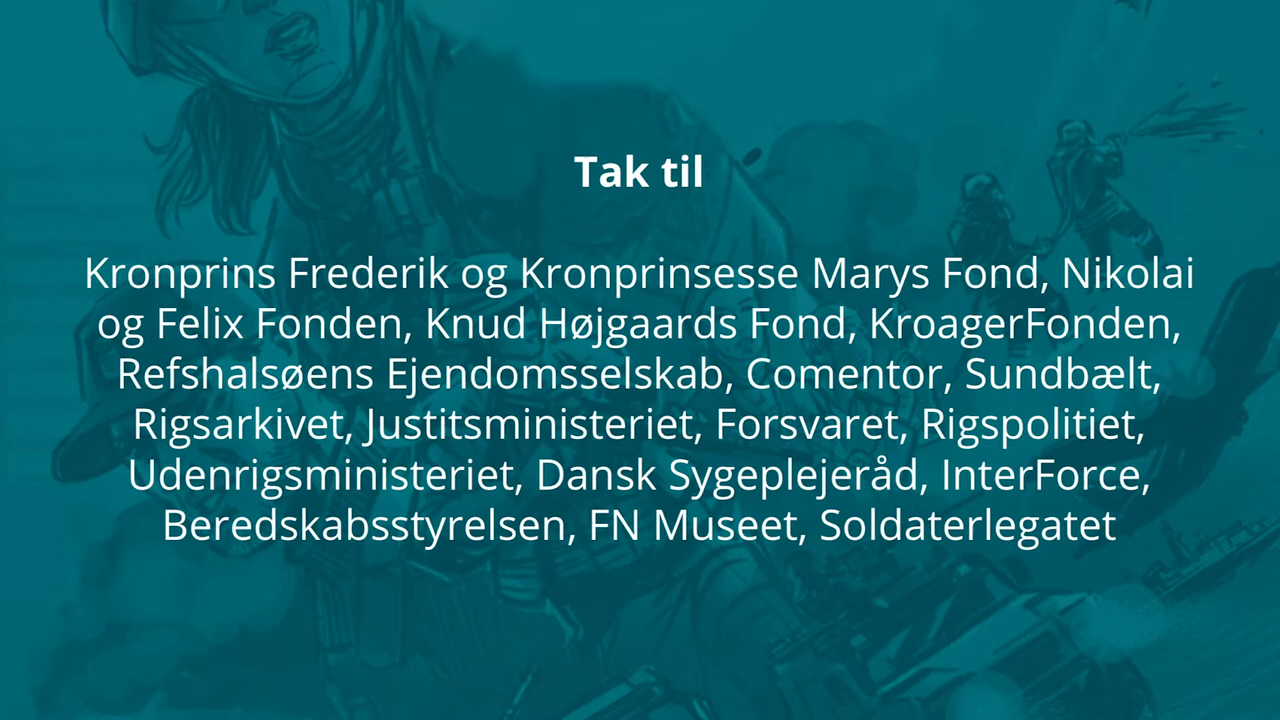 Tak til
Kronprins Frederik og Kronprinsesse Marys Fond, Nikolai
og Felix Fonden, Knud Højgaards Fond, KroagerFonden,
Refshalsøens Ejendomsselskab, Comentor, Sundbælt,
Rigsarkivet, Justitsministeriet, Forsvaret, Rigspolitiet,
Udenrigsministeriet, Dansk Sygeplejeråd, InterForce,
Beredskabsstyrelsen, FN Museet, Soldaterlegatet